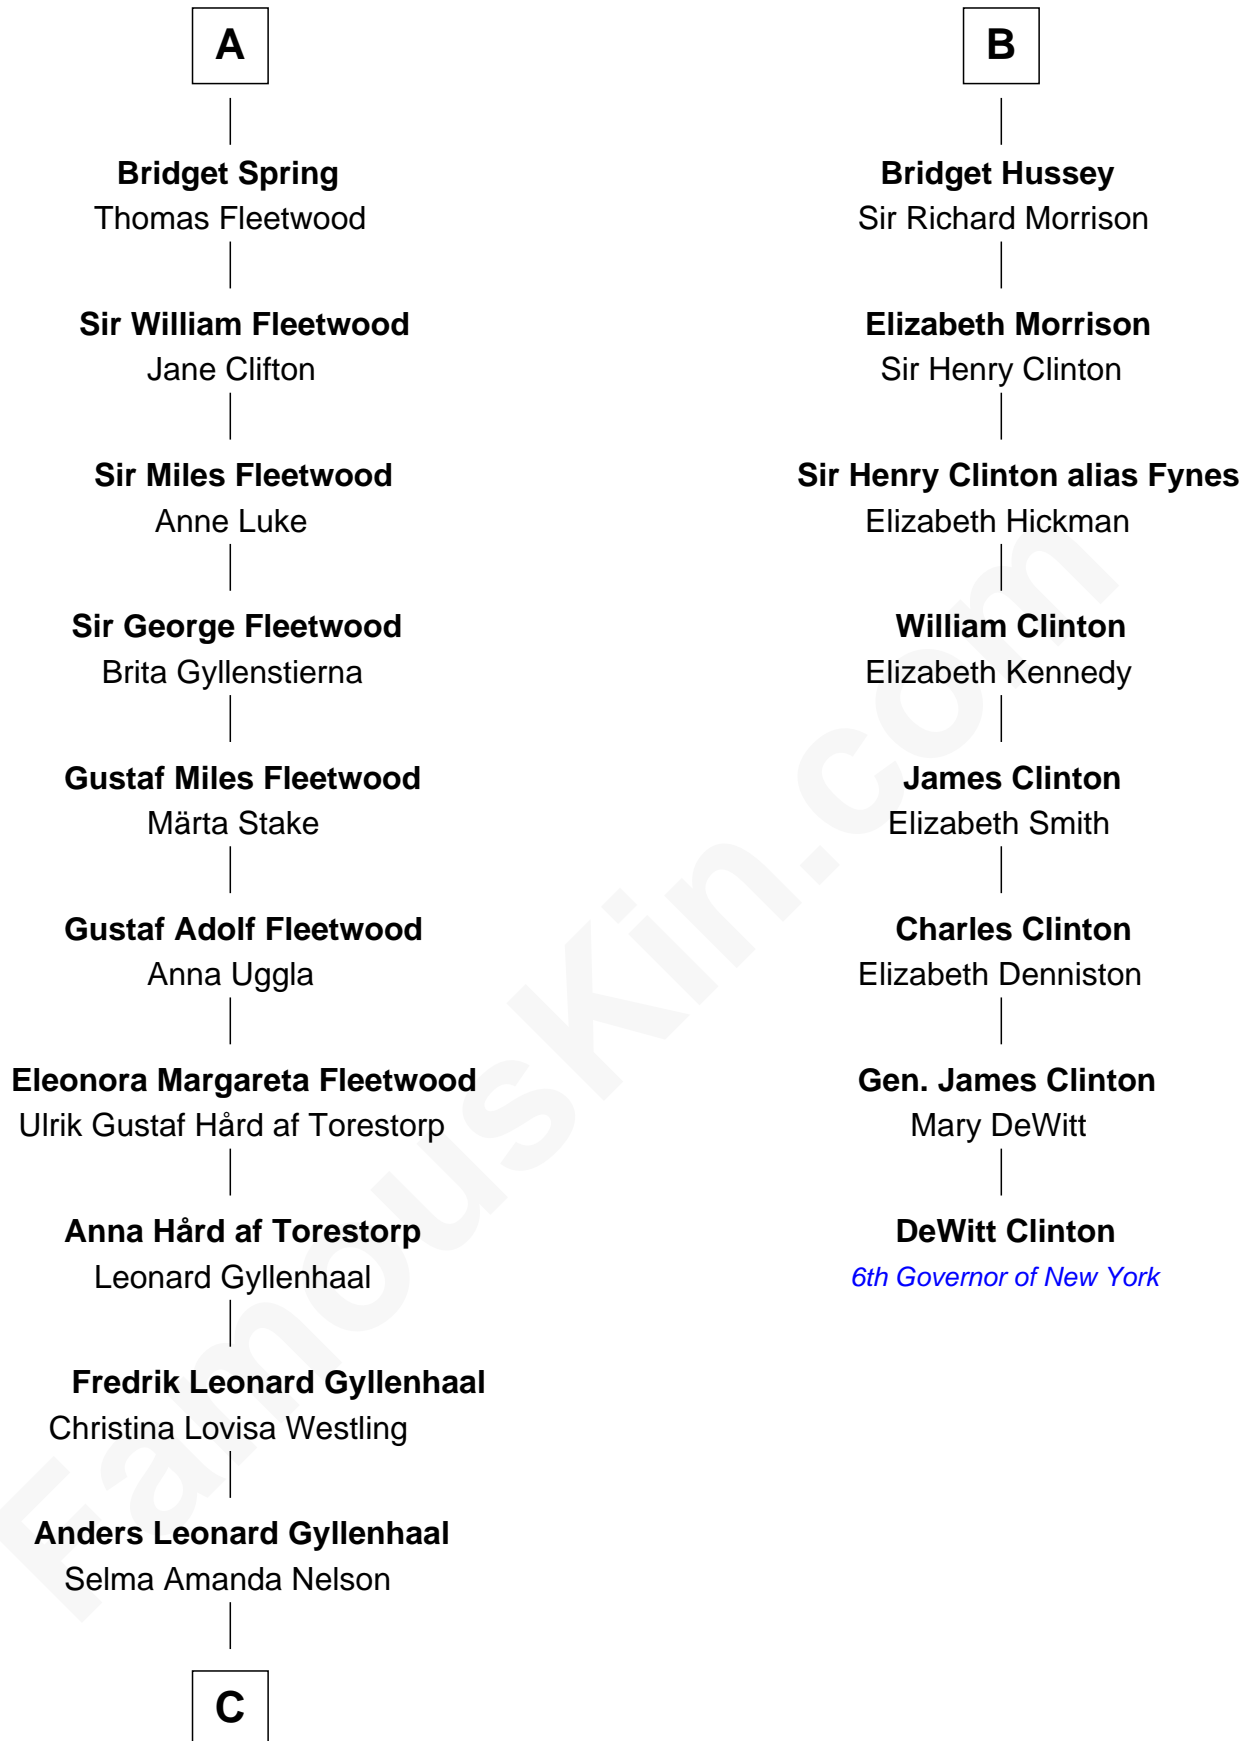 A
Bridget Spring
Thomas Fleetwood
Sir William Fleetwood
Jane Clifton
Sir Miles Fleetwood
Anne Luke
Sir George Fleetwood
Brita Gyllenstierna
Gustaf Miles Fleetwood
Märta Stake
Gustaf Adolf Fleetwood
Anna Uggla
Eleonora Margareta Fleetwood
Ulrik Gustaf Hård af Torestorp
Anna Hård af Torestorp
Leonard Gyllenhaal
Fredrik Leonard Gyllenhaal
Christina Lovisa Westling
Anders Leonard Gyllenhaal
Selma Amanda Nelson
C
B
Bridget Hussey
Sir Richard Morrison
Elizabeth Morrison
Sir Henry Clinton
Sir Henry Clinton alias Fynes
Elizabeth Hickman
William Clinton
Elizabeth Kennedy
James Clinton
Elizabeth Smith
Charles Clinton
Elizabeth Denniston
Gen. James Clinton
Mary DeWitt
DeWitt Clinton
6th Governor of New York
FamousKin.com